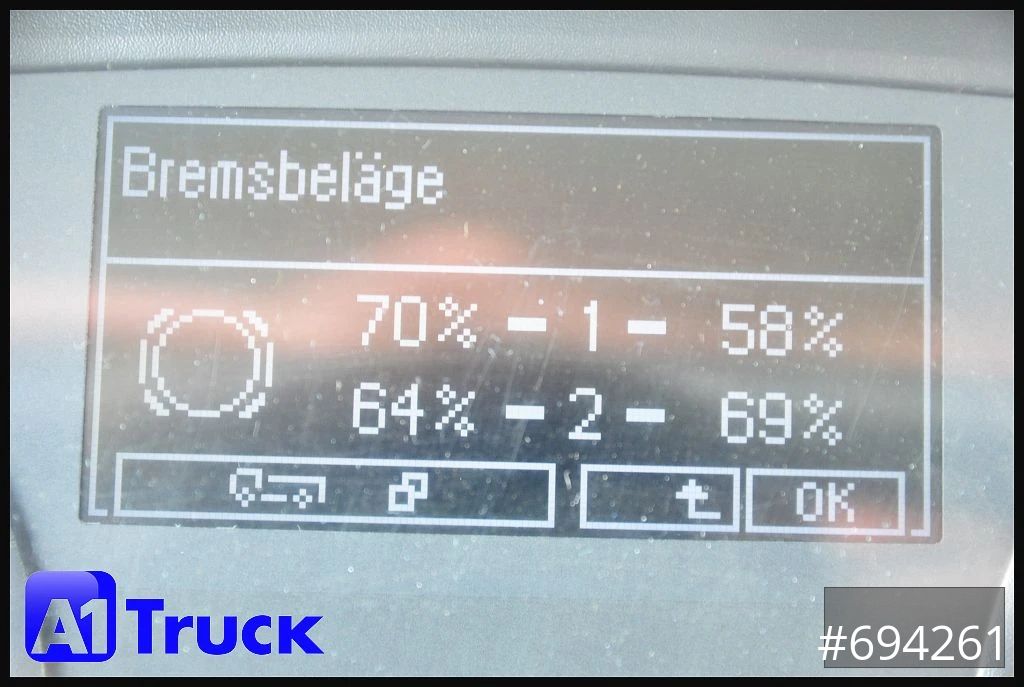 Bremsbeläge
70% - 1 - 58%
64% - 2 - 69%
OK
A1 Truck
#694261